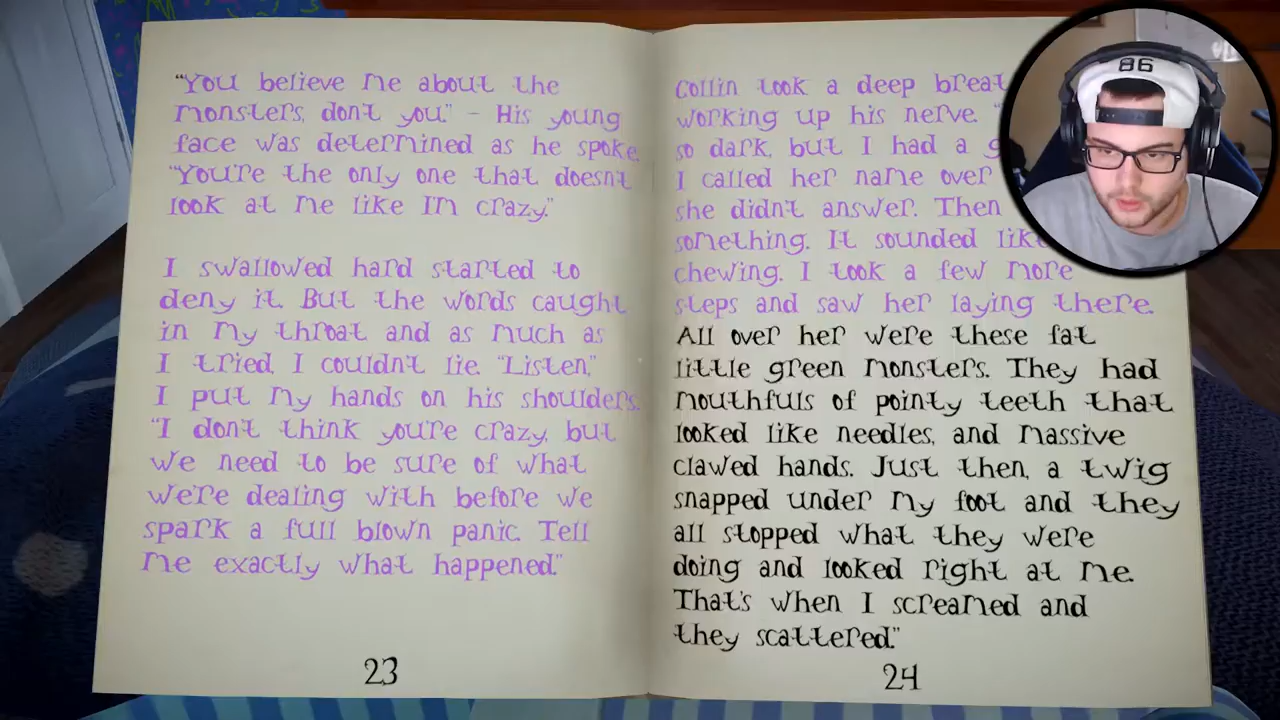 "You believe me about the
monsters, don't you." - His young
face was determined as he spoke.
"You're the only one that doesn't
look at me like I'm crazy."
I swallowed hard started to
deny it. But the words caught
in my throat and as much as
I tried, I couldn't lie. "Listen,"
I put my hands on his shoulders.
"I don't think you're crazy, but
we need to be sure of what
we're dealing with before we
spark a full blown panic. Tell
me exactly what happened."
23
Collin took a deep breat
working up his nerve. "
so dark, but I had a g
I called her name over
she didn't answer. Then
something. It sounded like
chewing. I took a few more
steps and saw her laying there.
All over her were these fat
little green monsters. They had
mouthfuls of pointy teeth that
looked like needles, and massive
clawed hands. Just then, a twig
snapped under my foot and they
all stopped what they were
doing and looked right at me.
That's when I screamed and
they scattered."
24
86